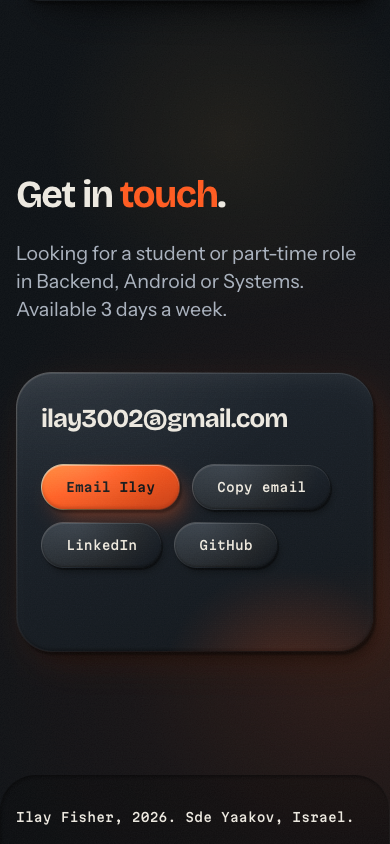 Get in touch.
Looking for a student or part-time role
in Backend, Android or Systems.
Available 3 days a week.
ilay3002@gmail.com
Email Ilay
Copy email
LinkedIn
GitHub
Ilay Fisher, 2026. Sde Yaakov, Israel.